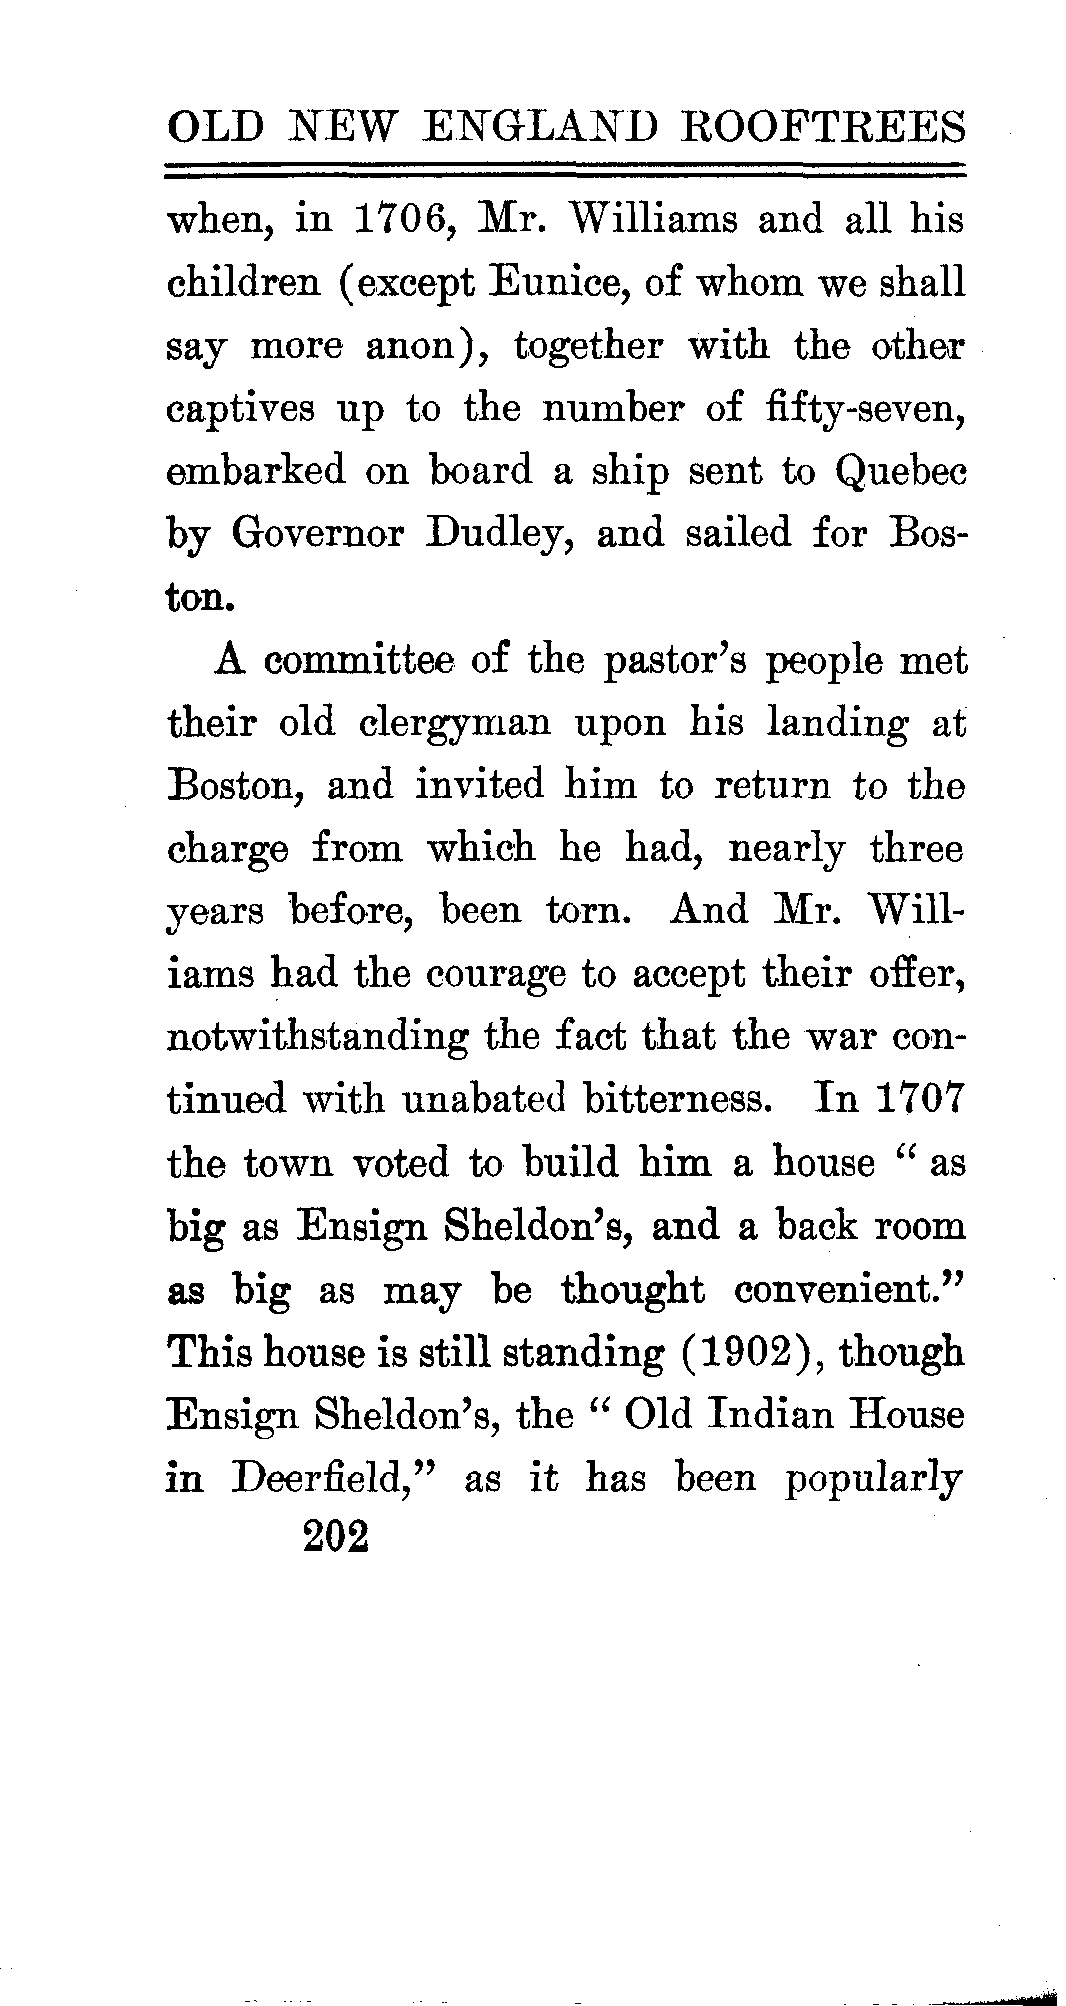 OLD NEW ENGLAND ROOFTREES
when, in 1706, Mr. Williams and all his
children (except Eunice, of whom we shall
say more anon), together with the other
captives up to the number of fifty-seven,
embarked on board a ship sent to Quebec
by Governor Dudley, and sailed for Bos-
ton.
A committee of the pastor's people met
their old clergyman upon his landing at
Boston, and invited him to return to the
charge from which he had, nearly three
years before, been torn. And Mr. Will-
iams had the courage to accept their offer,
notwithstanding the fact that the war con-
tinued with unabated bitterness. In 1707
the town voted to build him a house " as
big as Ensign Sheldon's, and a back room
as big as may be thought convenient."
This house is still standing (1902), though
Ensign Sheldon's, the " Old Indian House
in Deerfield," as it has been popularly
202